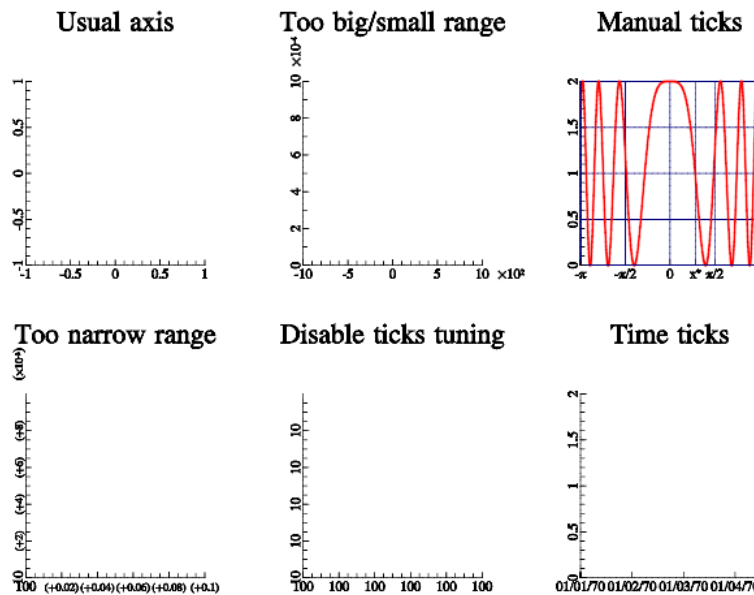 Usual axis
1
0.5
0
-0.5
-1
-1 -0.5 0 0.5 1
Too big/small range
×10⁴
10
8
6
4
2
0
-10 -5 0 5 10 ×10²
Manual ticks
2
1.5
1
0.5
0
-π -π/2 0 x* π/2
Too narrow range
(+8)
(+6)
(+4)
(+2)
100 (+0.02) (+0.04) (+0.06) (+0.08) (+0.1)
Disable ticks tuning
10
10
10
10
10
100 100 100 100 100 100
Time ticks
2
1.5
1
0.5
0
01/01/70 01/02/70 01/03/70 01/04/70